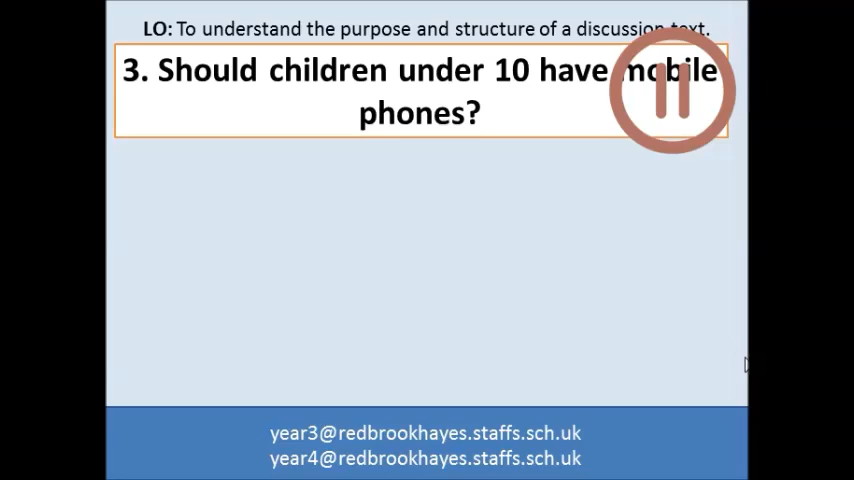 LO: To understand the purpose and structure of a discussion text.
3. Should children under 10 have mobile
phones?
year3@redbrookhayes.staffs.sch.uk
year4@redbrookhayes.staffs.sch.uk